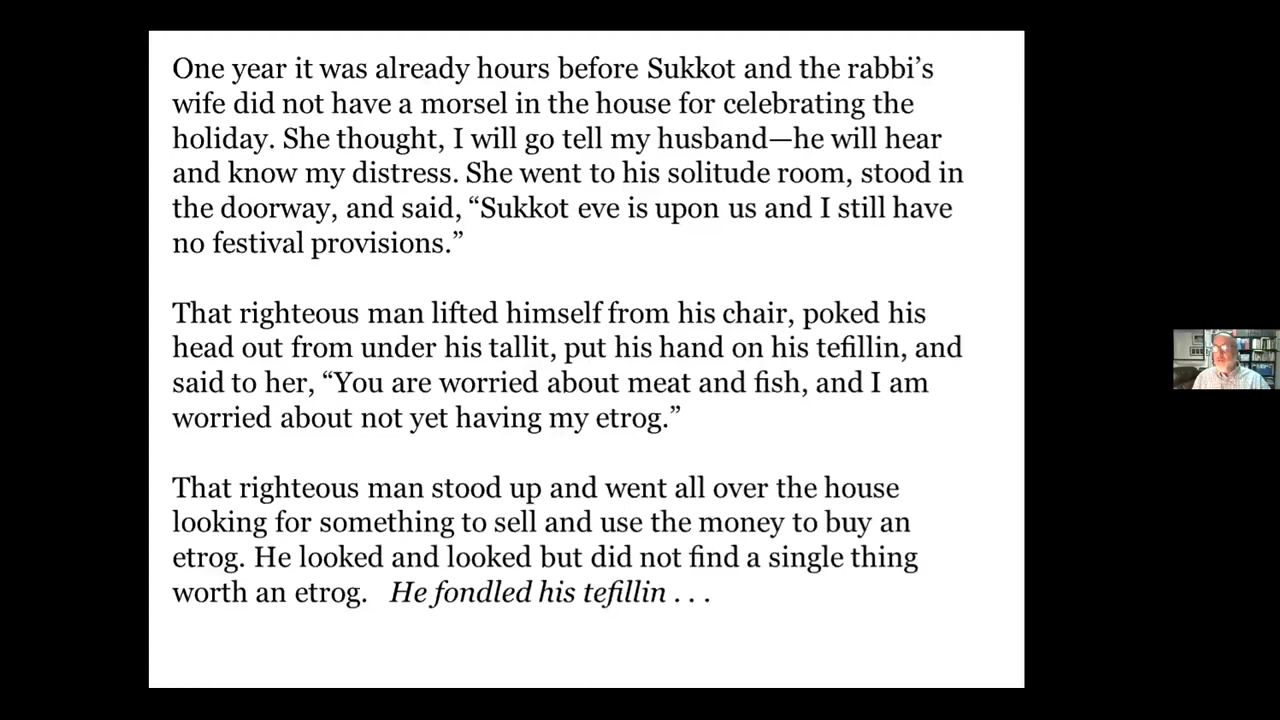 One year it was already hours before Sukkot and the rabbi’s
wife did not have a morsel in the house for celebrating the
holiday. She thought, I will go tell my husband—he will hear
and know my distress. She went to his solitude room, stood in
the doorway, and said, “Sukkot eve is upon us and I still have
no festival provisions.”
That righteous man lifted himself from his chair, poked his
head out from under his tallit, put his hand on his tefillin, and
said to her, “You are worried about meat and fish, and I am
worried about not yet having my etrog.”
That righteous man stood up and went all over the house
looking for something to sell and use the money to buy an
etrog. He looked and looked but did not find a single thing
worth an etrog.   He fondled his tefillin . . .